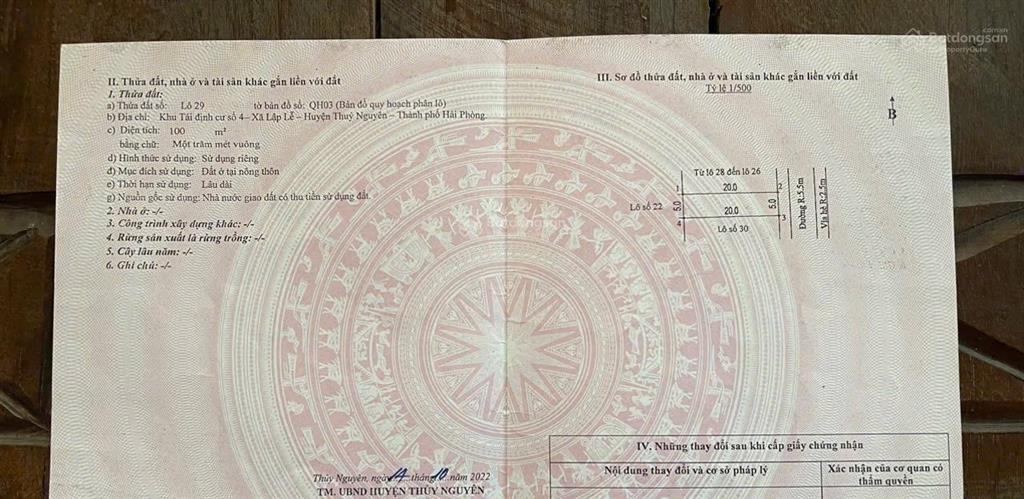 Batdongsan
.com.vn
by PropertyGuru
II. Thửa đất, nhà ở và tài sản khác gắn liền với đất
1. Thửa đất:
a) Thửa đất số: Lô 29 tờ bản đồ số: QH03 (Bản đồ quy hoạch phân lô)
b) Địa chỉ: Khu Tái định cư số 4– Xã Lập Lễ – Huyện Thuỷ Nguyên – Thành phố Hải Phòng.
c) Diện tích: 100 m²
bằng chữ: Một trăm mét vuông
d) Hình thức sử dụng: Sử dụng riêng
đ) Mục đích sử dụng: Đất ở tại nông thôn
e) Thời hạn sử dụng: Lâu dài
g) Nguồn gốc sử dụng: Nhà nước giao đất có thu tiền sử dụng đất.
2. Nhà ở: -/-
3. Công trình xây dựng khác: -/-
4. Rừng sản xuất là rừng trồng: -/-
5. Cây lâu năm: -/-
6. Ghi chú: -/-
Thủy Nguyên, ngày 14 tháng 10 năm 2022
TM. UBND HUYỆN THỦY NGUYÊN
III. Sơ đồ thửa đất, nhà ở và tài sản khác gắn liền với đất
Tỷ lệ 1/500
B
Từ lô 28 đến lô 26
1 20.0 2
Lô số 22
5.0
5.0
20.0
4
3
Lô số 30
Đường R:5.5m
Vỉa hè R:2.5m
IV. Những thay đổi sau khi cấp giấy chứng nhận
Nội dung thay đổi và cơ sở pháp lý
Xác nhận của cơ quan có
thẩm quyền